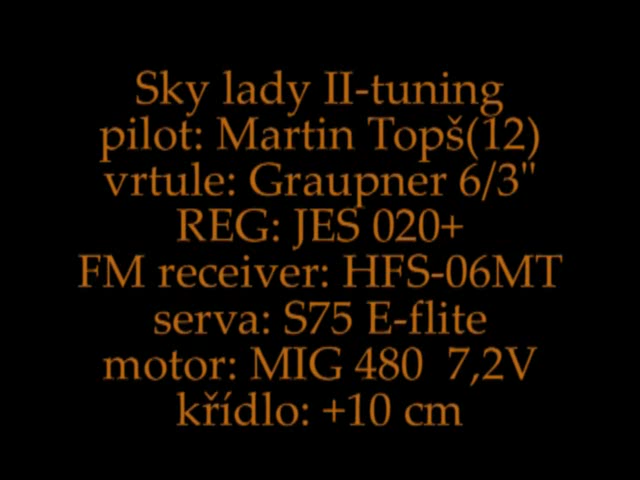 Sky lady II-tuning
pilot: Martin Topš(12)
vrtule: Graupner 6/3"
REG: JES 020+
FM receiver: HFS-06MT
serva: S75 E-flite
motor: MIG 480  7,2V
křídlo: +10 cm